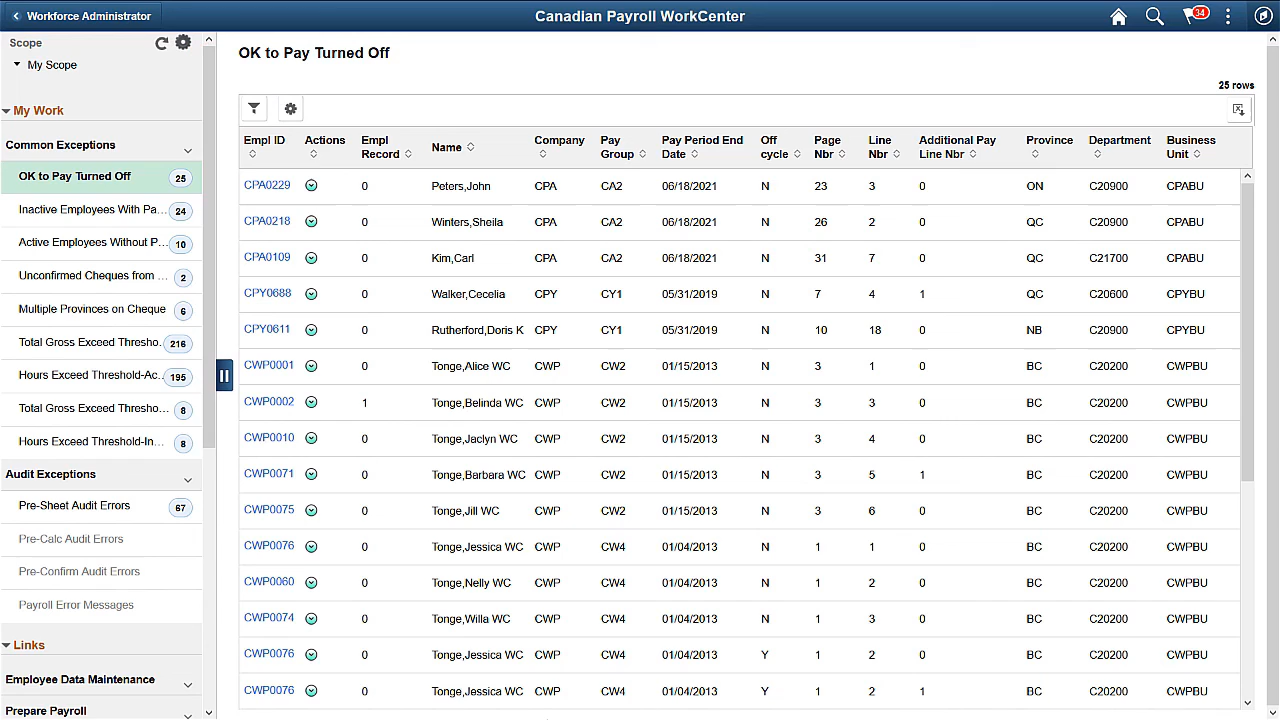 Workforce Administrator
Canadian Payroll WorkCenter
34
Scope
My Scope
My Work
Common Exceptions
OK to Pay Turned Off 25
Inactive Employees With Pa... 24
Active Employees Without P... 10
Unconfirmed Cheques from ... 2
Multiple Provinces on Cheque 6
Total Gross Exceed Thresho... 216
Hours Exceed Threshold-Ac... 195
Total Gross Exceed Thresho... 8
Hours Exceed Threshold-In... 8
Audit Exceptions
Pre-Sheet Audit Errors 67
Pre-Calc Audit Errors
Pre-Confirm Audit Errors
Payroll Error Messages
Links
Employee Data Maintenance
Prepare Payroll
OK to Pay Turned Off
25 rows
Empl ID Actions Empl Record Name Company Pay Group Pay Period End Date Off cycle Page Nbr Line Nbr Additional Pay Line Nbr Province Department Business Unit
CPA0229 0 Peters,John CPA CA2 06/18/2021 N 23 3 0 ON C20900 CPABU
CPA0218 0 Winters,Sheila CPA CA2 06/18/2021 N 26 2 0 QC C20900 CPABU
CPA0109 0 Kim,Carl CPA CA2 06/18/2021 N 31 7 0 QC C21700 CPABU
CPY0688 0 Walker,Cecelia CPY CY1 05/31/2019 N 7 4 1 QC C20600 CPYBU
CPY0611 0 Rutherford,Doris K CPY CY1 05/31/2019 N 10 18 0 NB C20900 CPYBU
CWP0001 0 Tonge,Alice WC CWP CW2 01/15/2013 N 3 1 0 BC C20200 CWPBU
CWP0002 1 Tonge,Belinda WC CWP CW2 01/15/2013 N 3 3 0 BC C20200 CWPBU
CWP0010 0 Tonge,Jaclyn WC CWP CW2 01/15/2013 N 3 4 0 BC C20200 CWPBU
CWP0071 0 Tonge,Barbara WC CWP CW2 01/15/2013 N 3 5 1 BC C20200 CWPBU
CWP0075 0 Tonge,Jill WC CWP CW2 01/15/2013 N 3 6 0 BC C20200 CWPBU
CWP0076 0 Tonge,Jessica WC CWP CW4 01/04/2013 N 1 1 0 BC C20200 CWPBU
CWP0060 0 Tonge,Nelly WC CWP CW4 01/04/2013 N 1 2 0 BC C20200 CWPBU
CWP0074 0 Tonge,Willa WC CWP CW4 01/04/2013 N 1 3 0 BC C20200 CWPBU
CWP0076 0 Tonge,Jessica WC CWP CW4 01/04/2013 Y 1 2 0 BC C20200 CWPBU
CWP0076 0 Tonge,Jessica WC CWP CW4 01/04/2013 Y 1 2 1 BC C20200 CWPBU